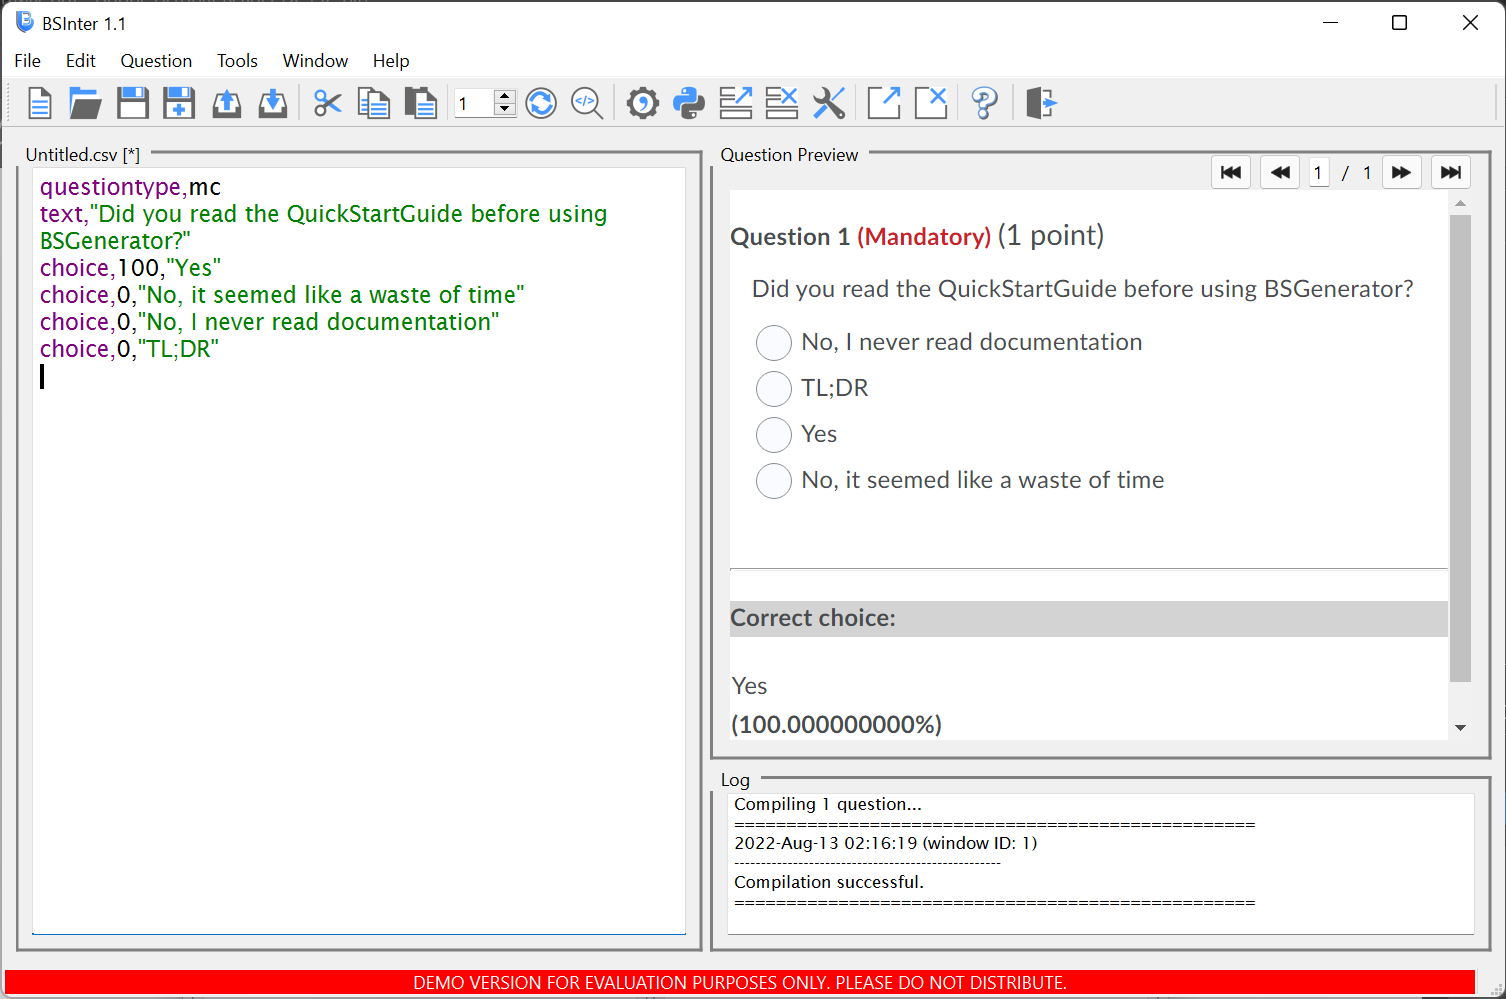 BSInter 1.1
File Edit Question Tools Window Help
1
Untitled.csv [*]
questiontype,mc
text,"Did you read the QuickStartGuide before using
BSGenerator?"
choice,100,"Yes"
choice,0,"No, it seemed like a waste of time"
choice,0,"No, I never read documentation"
choice,0,"TL;DR"
Question Preview
1 / 1
Question 1 (Mandatory) (1 point)
Did you read the QuickStartGuide before using BSGenerator?
No, I never read documentation
TL;DR
Yes
No, it seemed like a waste of time
Correct choice:
Yes
(100.000000000%)
Log
Compiling 1 question...
==================================================
2022-Aug-13 02:16:19 (window ID: 1)
--------------------------------------------------
Compilation successful.
==================================================
DEMO VERSION FOR EVALUATION PURPOSES ONLY. PLEASE DO NOT DISTRIBUTE.